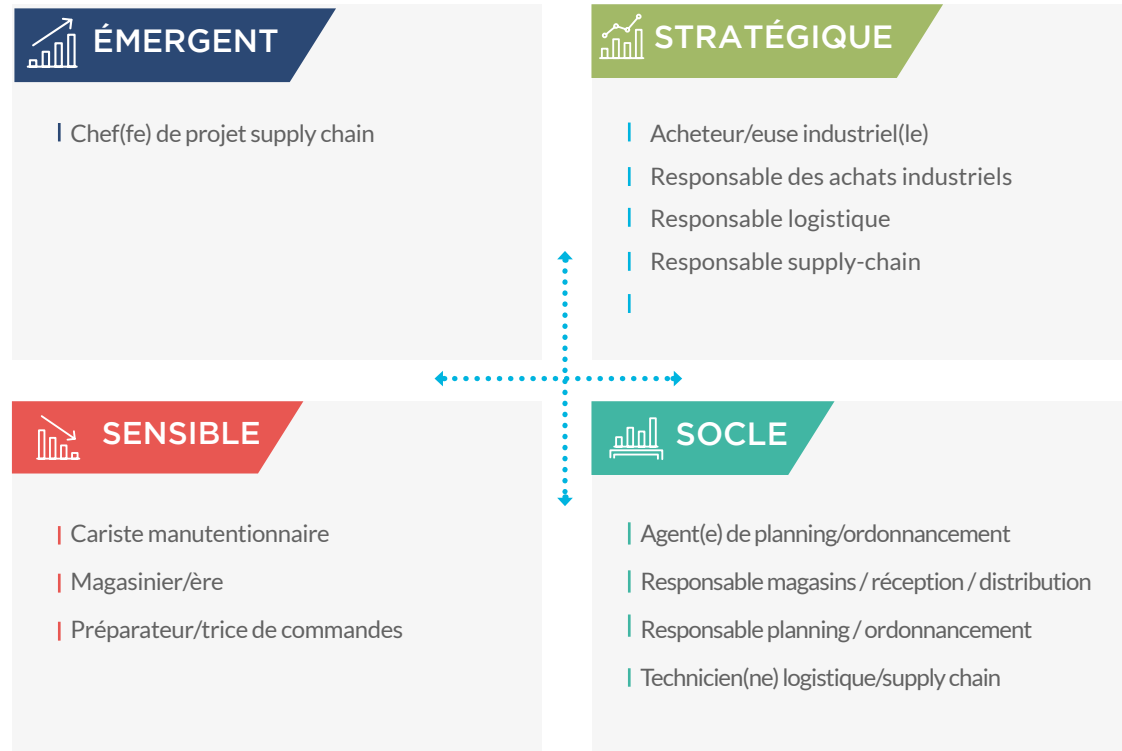 ÉMERGENT
Chef(fe) de projet supply chain
STRATÉGIQUE
Acheteur/euse industriel(le)
Responsable des achats industriels
Responsable logistique
Responsable supply-chain
SENSIBLE
Cariste manutentionnaire
Magasinier/ère
Préparateur/trice de commandes
SOCLE
Agent(e) de planning/ordonnancement
Responsable magasins / réception / distribution
Responsable planning / ordonnancement
Technicien(ne) logistique/supply chain